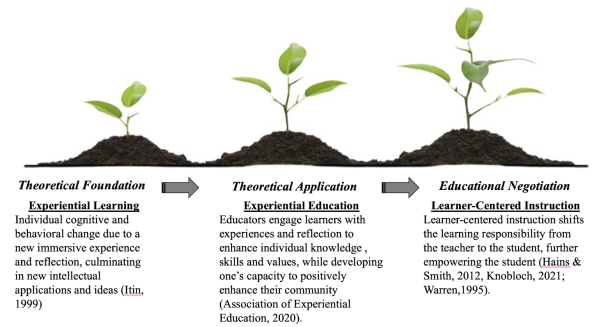 Theoretical Foundation
Experiential Learning
Individual cognitive and
behavioral change due to a
new immersive experience
and reflection, culminating
in new intellectual
applications and ideas (Itin,
1999)
Theoretical Application
Experiential Education
Educators engage learners with
experiences and reflection to
enhance individual knowledge ,
skills and values, while developing
one's capacity to positively
enhance their community
(Association of Experiential
Education, 2020).
Educational Negotiation
Learner-Centered Instruction
Learner-centered instruction shifts
the learning responsibility from
the teacher to the student, further
empowering the student (Hains &
Smith, 2012, Knobloch, 2021;
Warren,1995).